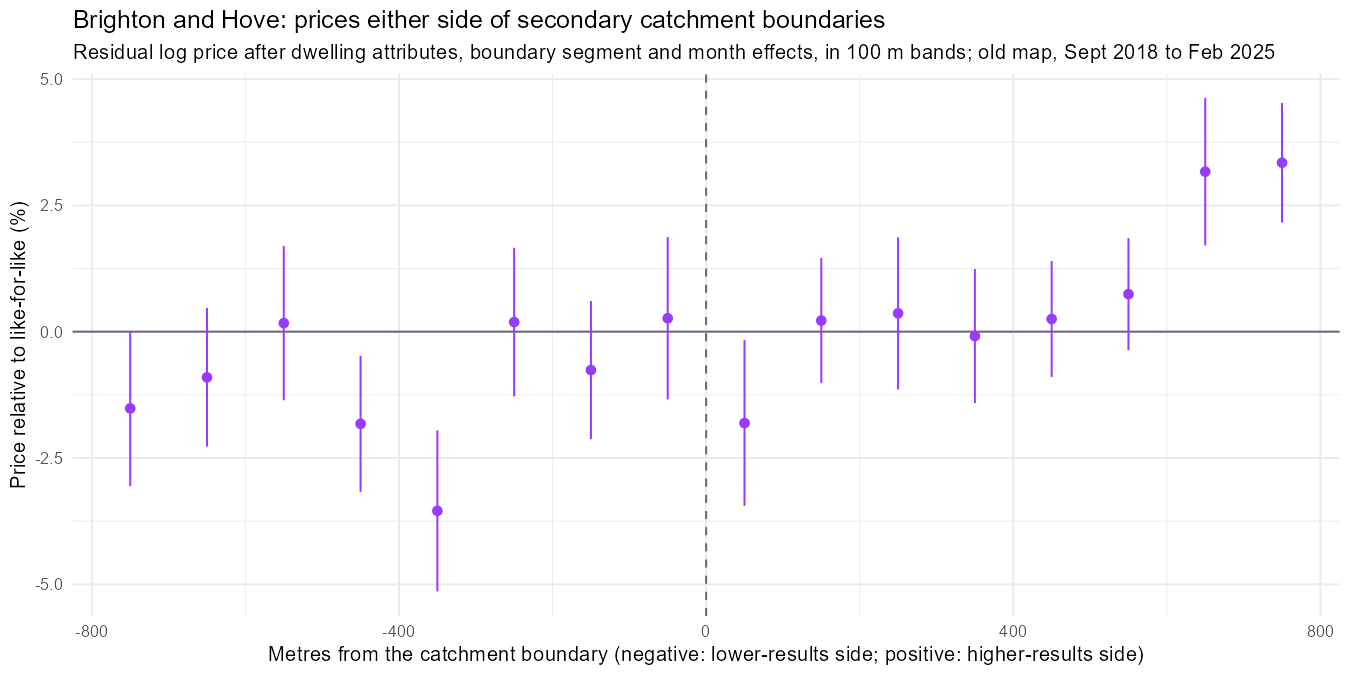 Brighton and Hove: prices either side of secondary catchment boundaries
Residual log price after dwelling attributes, boundary segment and month effects, in 100 m bands; old map, Sept 2018 to Feb 2025
Price relative to like-for-like (%)
5.0
2.5
0.0
-2.5
-5.0
-800
-400
0
400
800
Metres from the catchment boundary (negative: lower-results side; positive: higher-results side)